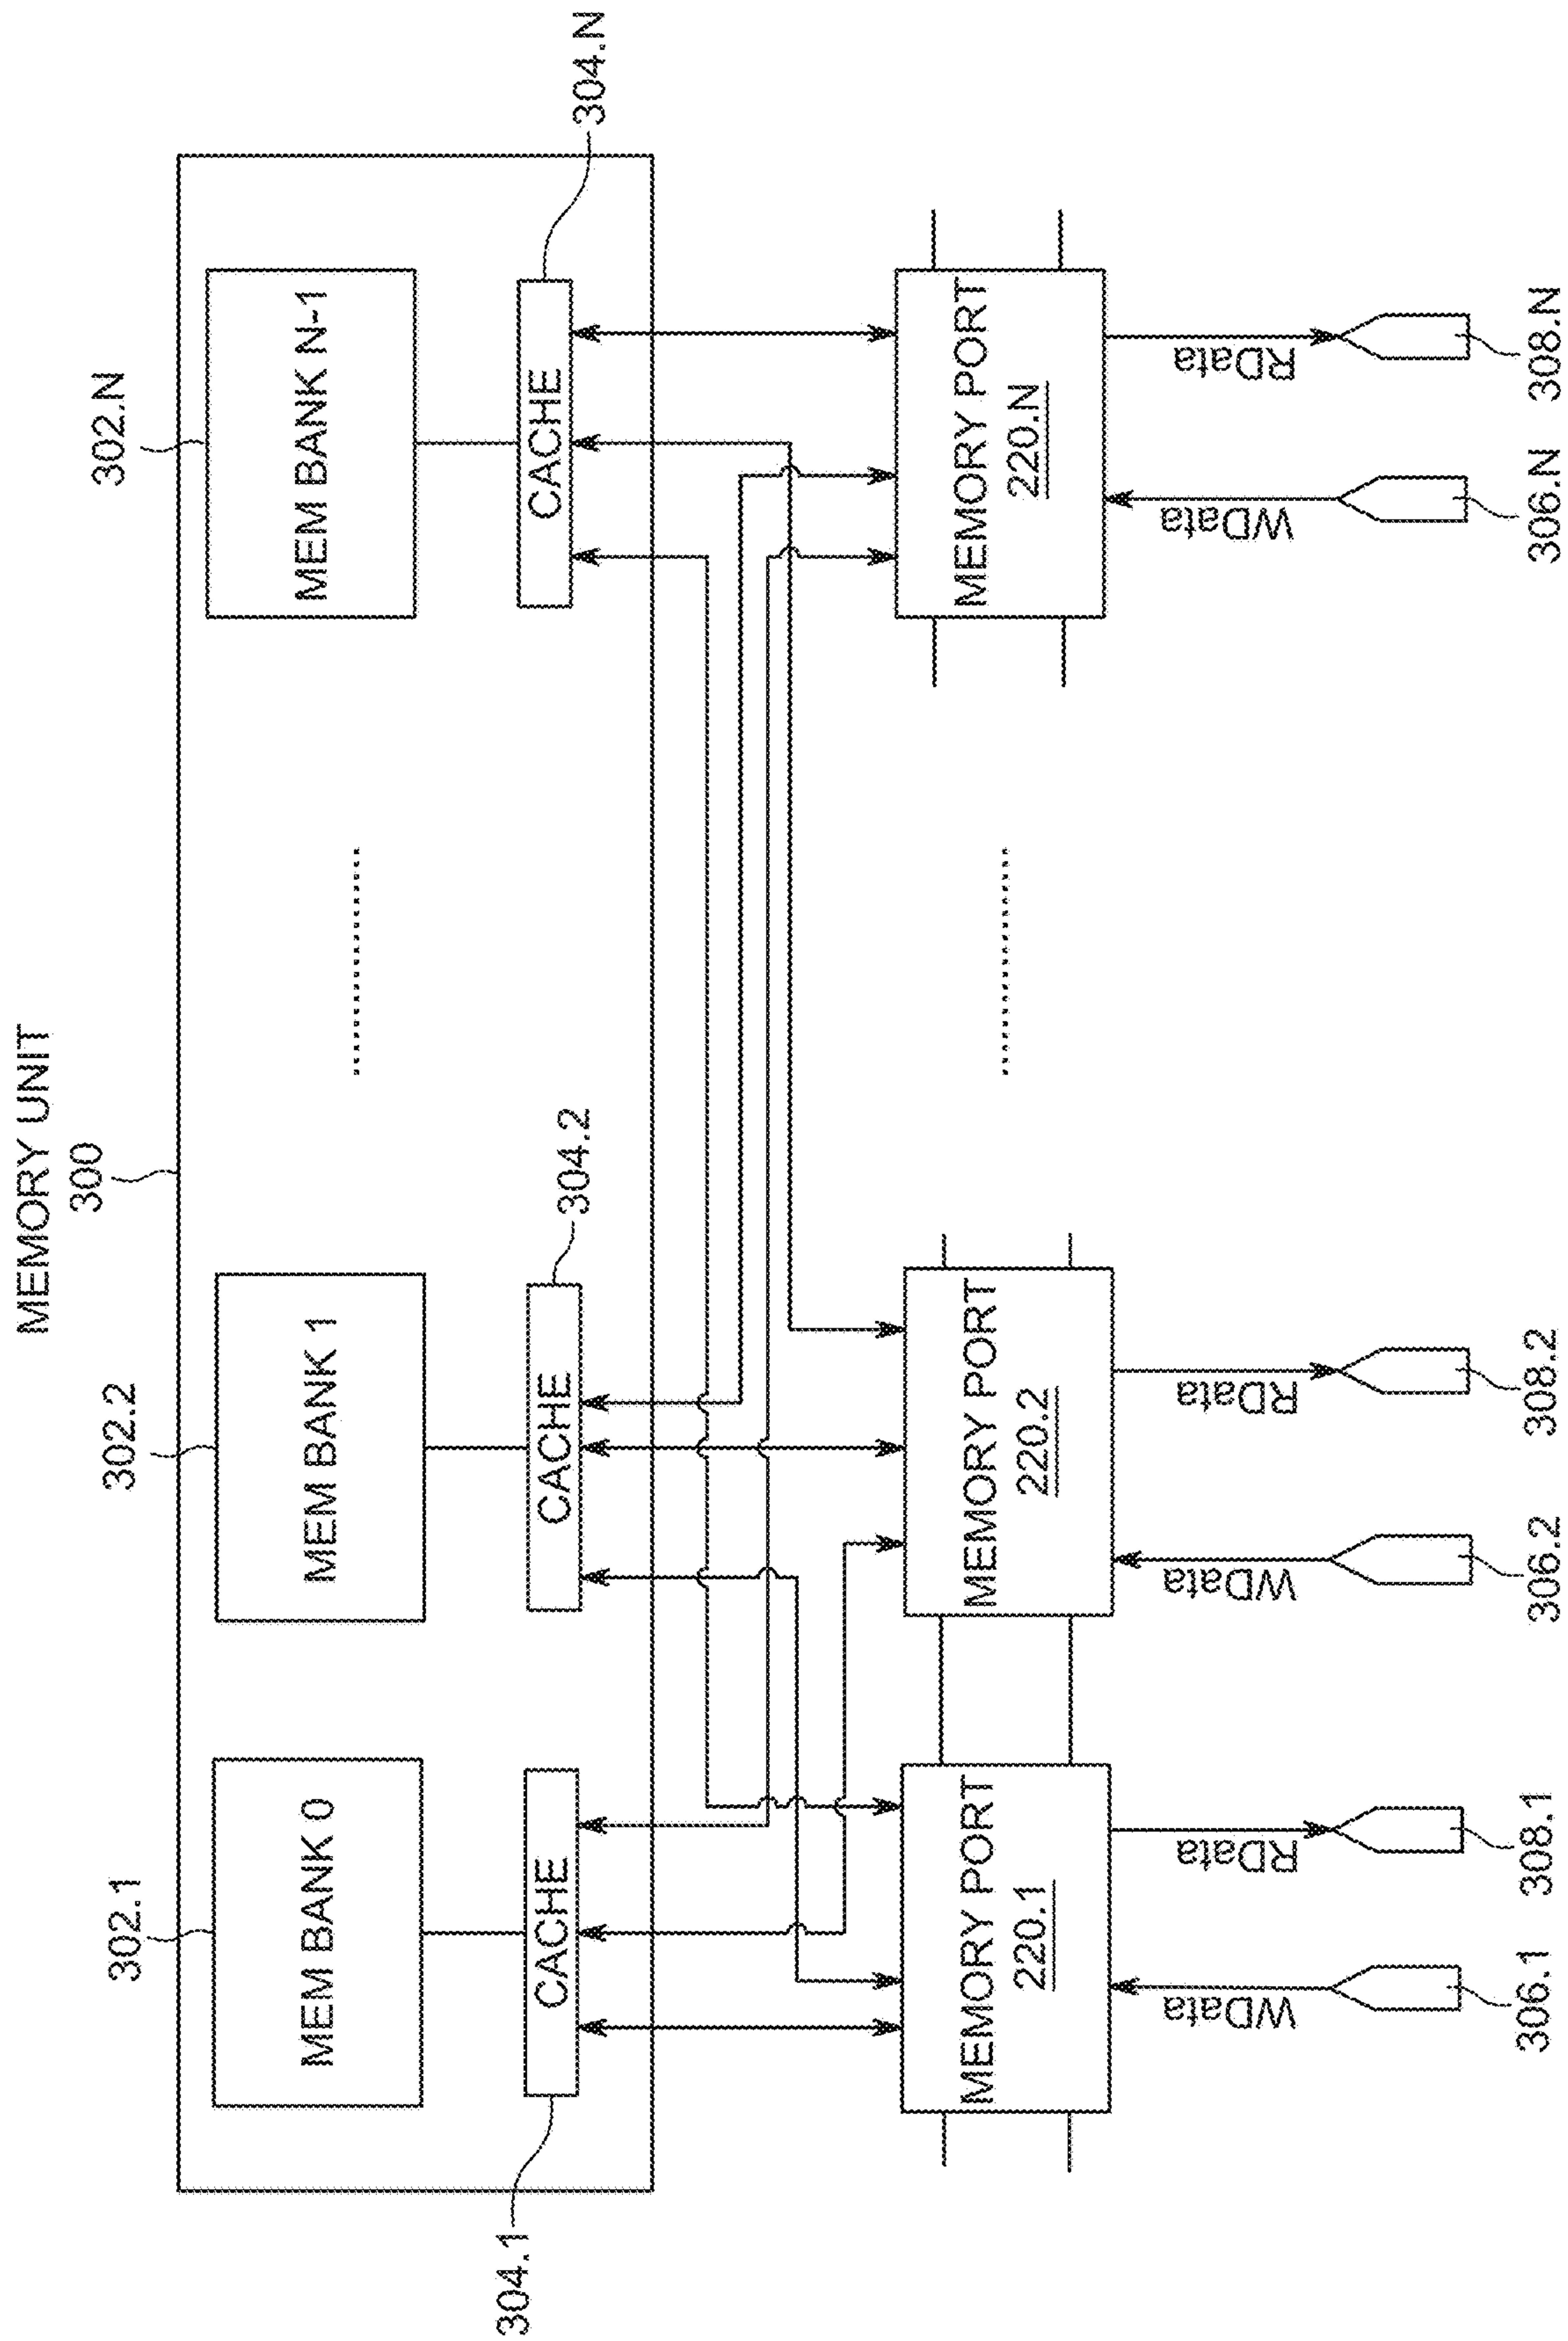 MEMORY UNIT
300
302.1
302.2
302.N
MEM BANK 0
MEM BANK 1
MEM BANK N-1
304.1
CACHE
CACHE
304.2
CACHE
304.N
MEMORY PORT
220.1
MEMORY PORT
220.2
MEMORY PORT
220.N
WData
RData
WData
RData
WData
RData
306.1
308.1
306.2
308.2
306.N
308.N